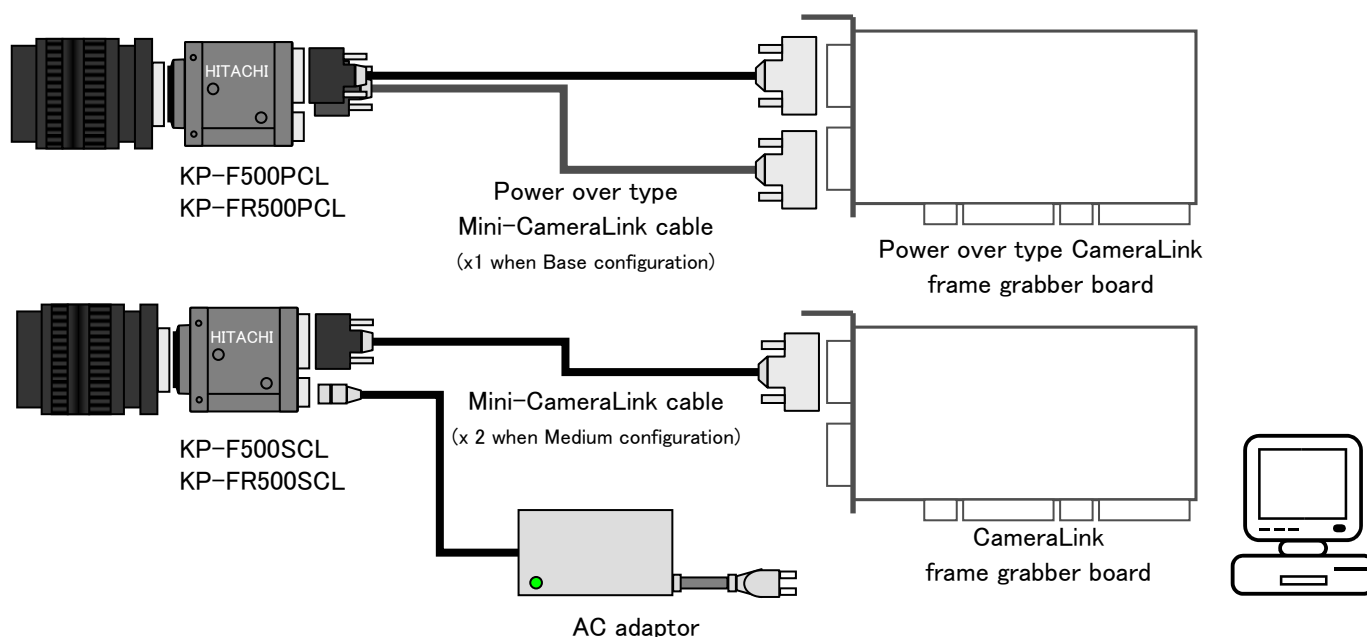 HITACHI
KP-F500PCL
KP-FR500PCL
Power over type
Mini-CameraLink cable
(x1 when Base configuration)
Power over type CameraLink
frame grabber board
HITACHI
KP-F500SCL
KP-FR500SCL
Mini-CameraLink cable
(x 2 when Medium configuration)
CameraLink
frame grabber board
AC adaptor